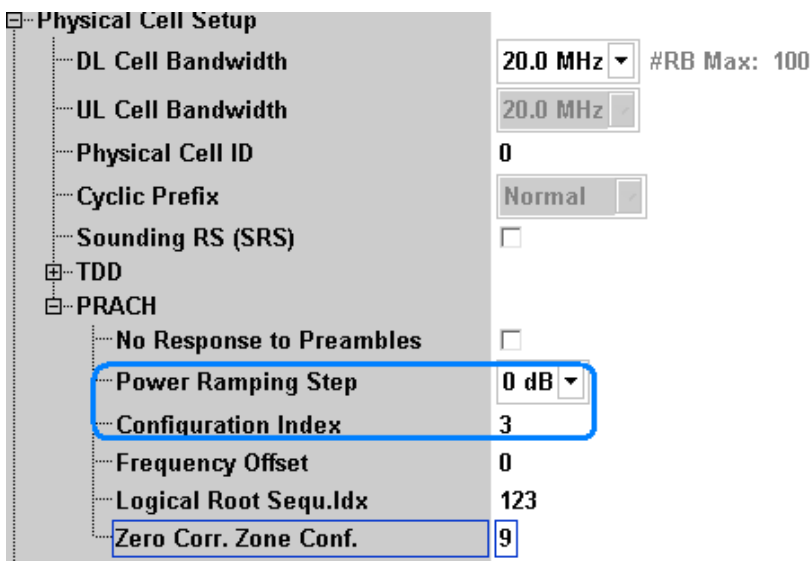 Physical Cell Setup
DL Cell Bandwidth 20.0 MHz #RB Max: 100
UL Cell Bandwidth 20.0 MHz
Physical Cell ID 0
Cyclic Prefix Normal
Sounding RS (SRS)
TDD
PRACH
No Response to Preambles
Power Ramping Step 0 dB
Configuration Index 3
Frequency Offset 0
Logical Root Sequ.Idx 123
Zero Corr. Zone Conf. 9